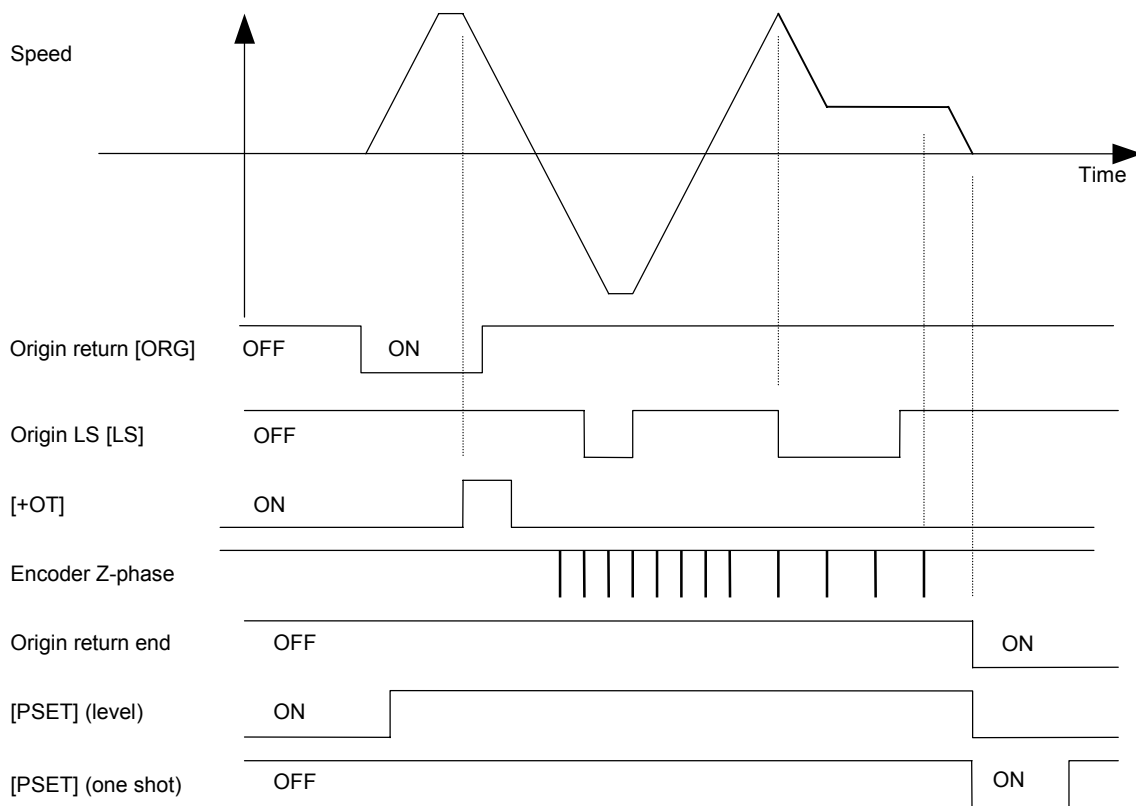 Speed
Time
Origin return [ORG] OFF ON
Origin LS [LS] OFF
[+OT] ON
Encoder Z-phase
Origin return end OFF ON
[PSET] (level) ON
[PSET] (one shot) OFF ON